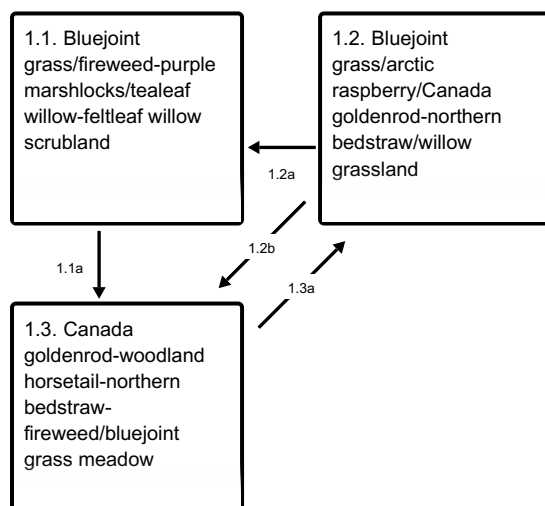 1.1. Bluejoint
grass/fireweed-purple
marshlocks/tealeaf
willow-feltleaf willow
scrubland
1.2. Bluejoint
grass/arctic
raspberry/Canada
goldenrod-northern
bedstraw/willow
grassland
1.2a
1.2b
1.1a
1.3a
1.3. Canada
goldenrod-woodland
horsetail-northern
bedstraw-
fireweed/bluejoint
grass meadow